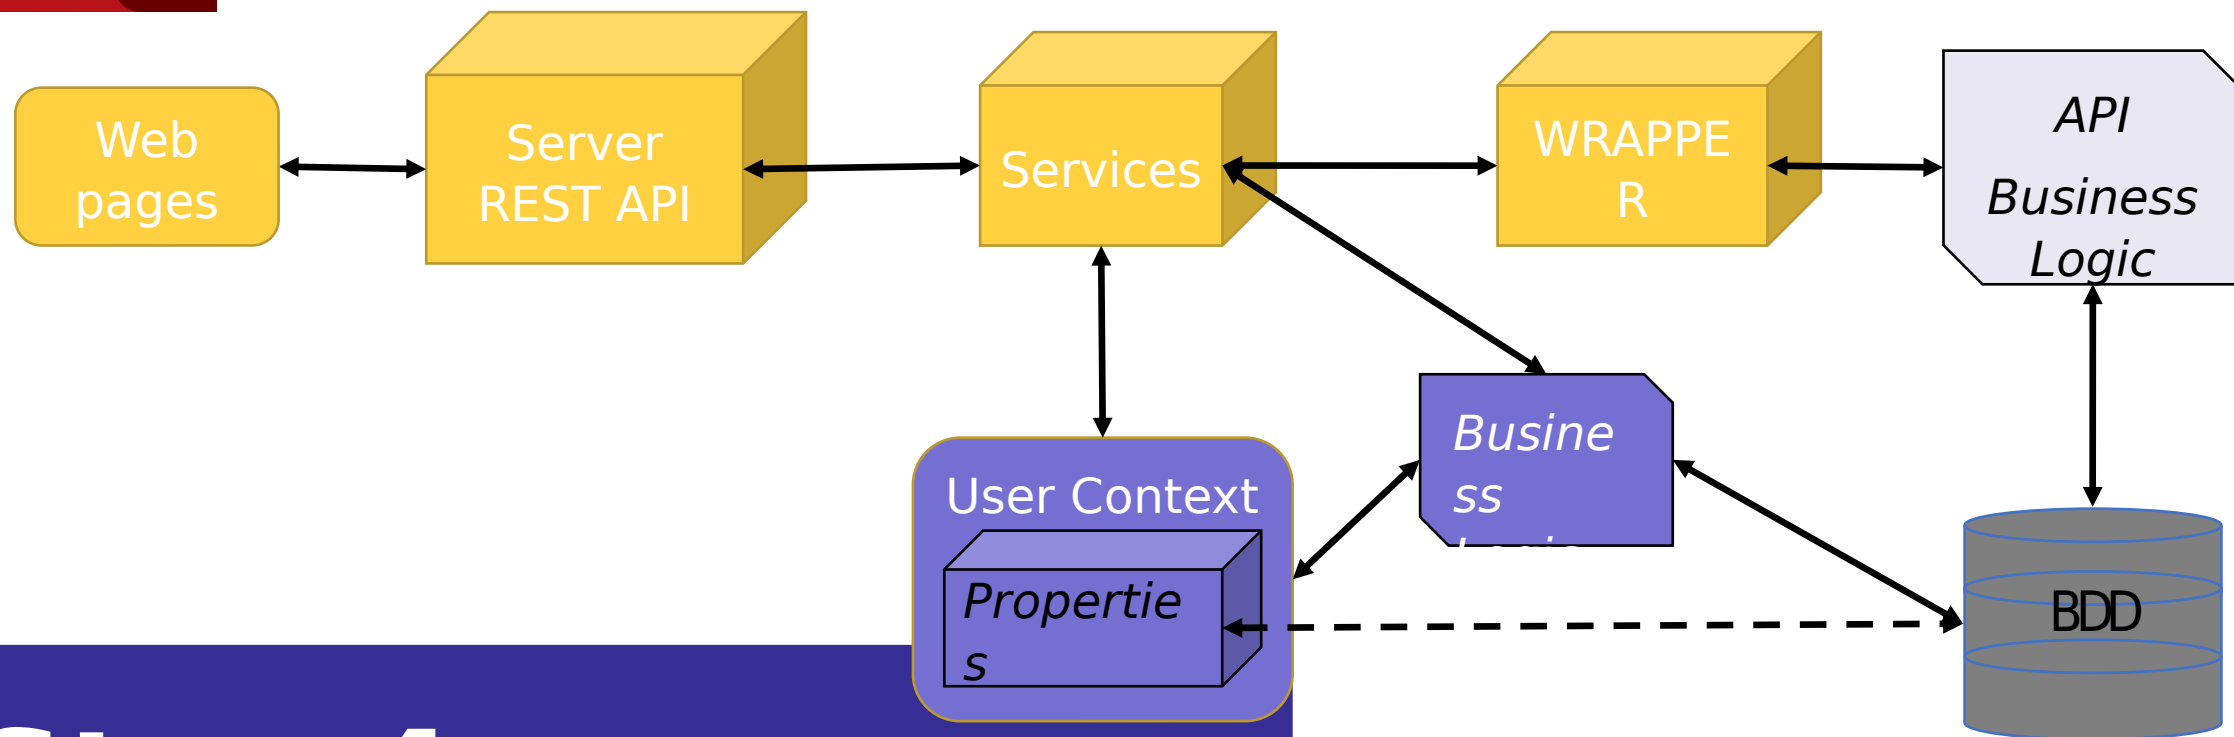 Web
pages
Server
REST API
Services
WRAPPE
R
API
Business
Logic
User Context
Propertie
s
Busine
ss
BDD